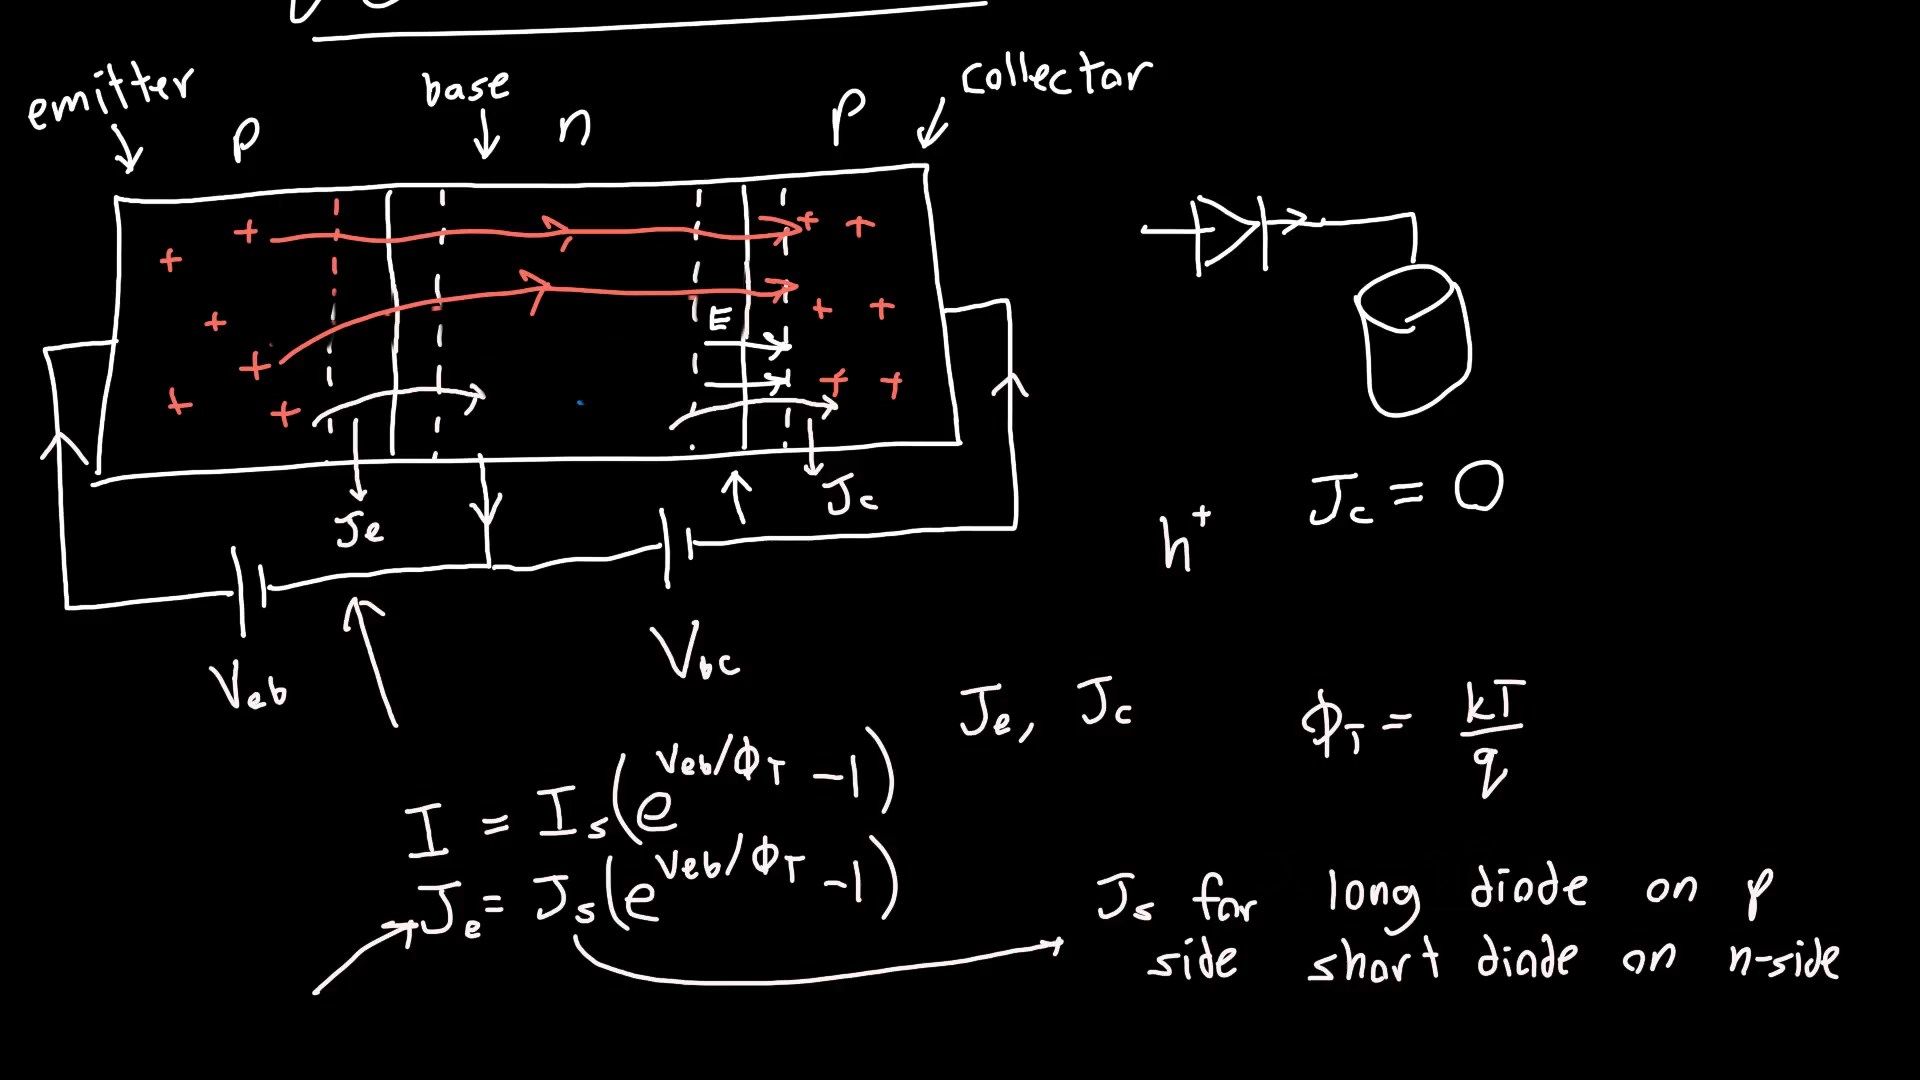 emitter
base
collector
p
n
p
E
Je
Jc
h⁺
Jc = 0
Veb
Vbc
Je, Jc
ϕT = kT/q
I = Is(e^(Veb/ϕT) - 1)
Je = Js(e^(Veb/ϕT) - 1)
Js for long diode on p
side short diode on n-side